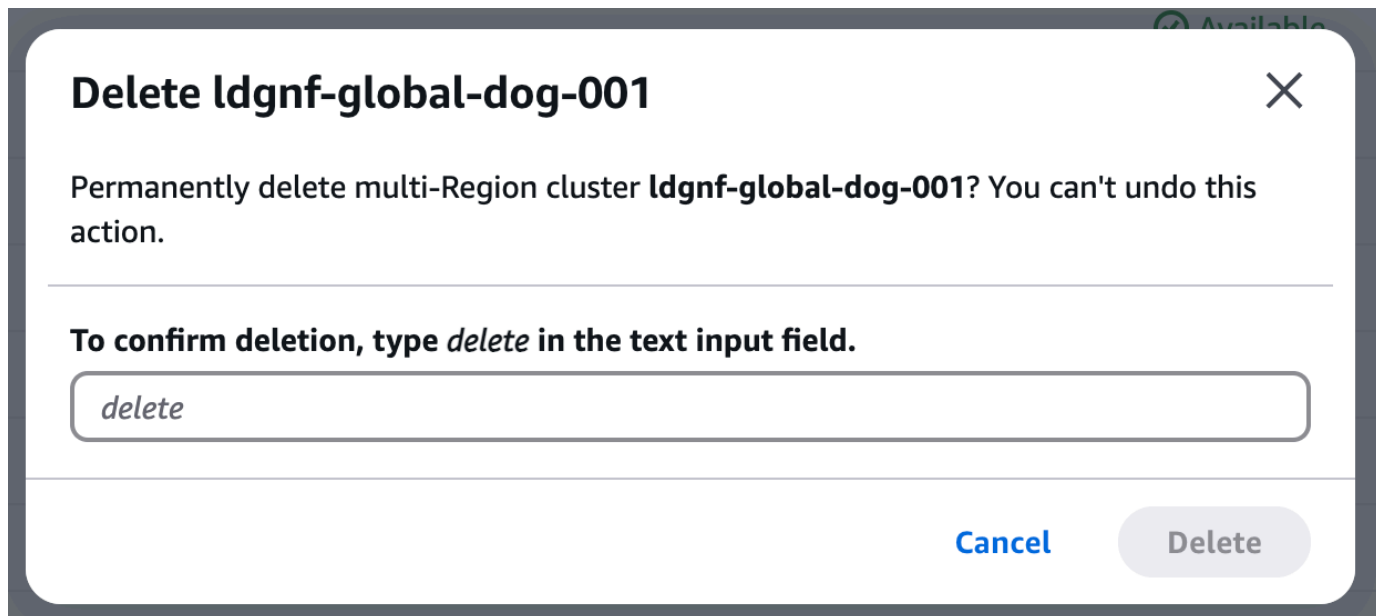 Available
Delete ldgnf-global-dog-001
Permanently delete multi-Region cluster ldgnf-global-dog-001? You can't undo this
action.
To confirm deletion, type delete in the text input field.
delete
Cancel
Delete